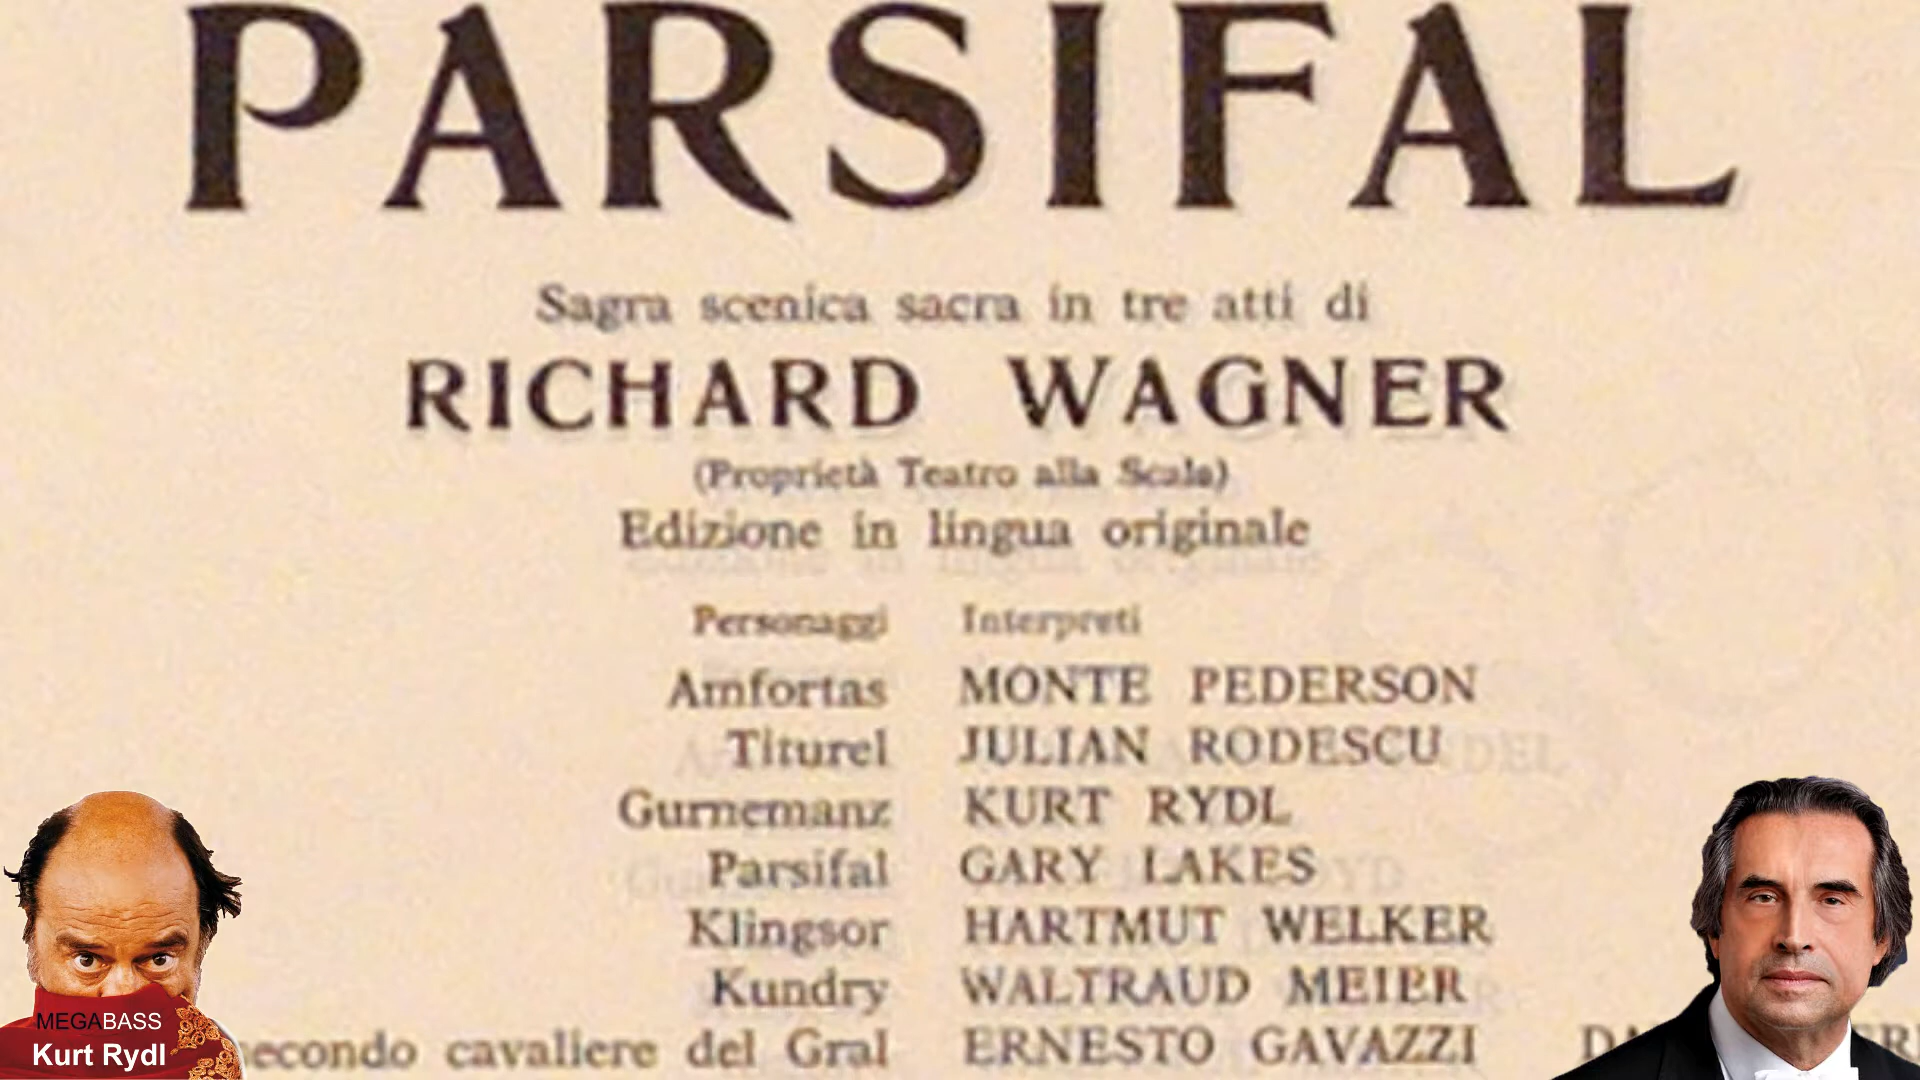 PARSIFAL
Sagra scenica sacra in tre atti di
RICHARD WAGNER
(Proprietà Teatro alla Scala)
Edizione in lingua originale
Personaggi Interpreti
Amfortas MONTE PEDERSON
Titurel JULIAN RODESCU
Gurnemanz KURT RYDL
Parsifal GARY LAKES
Klingsor HARTMUT WELKER
Kundry WALTRAUD MEIER
secondo cavaliere del Gral ERNESTO GAVAZZI
MEGABASS
Kurt Rydl